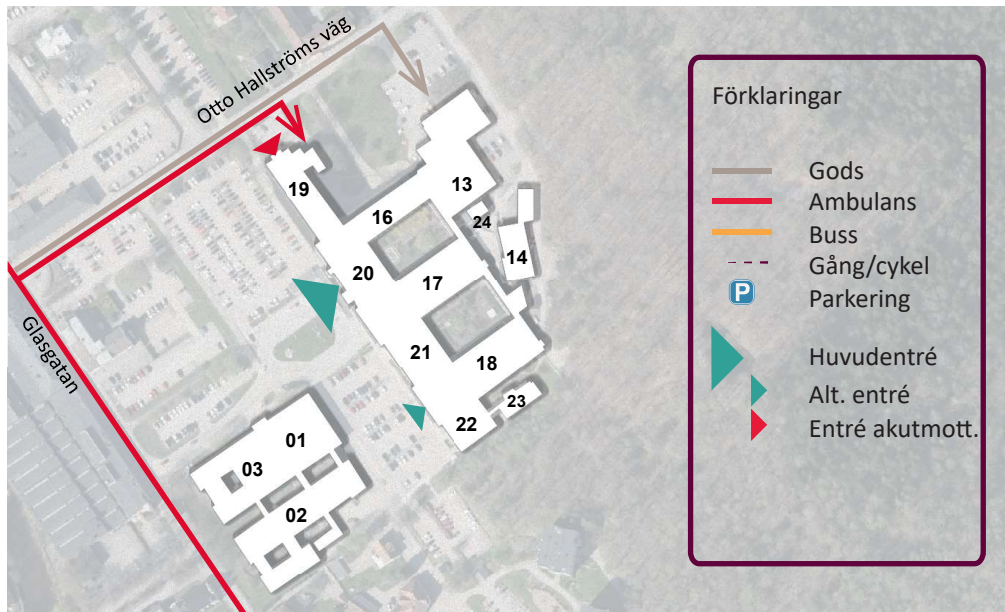 Otto Hallströms väg
Glasgatan
19
16
13
24
14
20
17
21
18
23
22
01
03
02
Förklaringar
Gods
Ambulans
Buss
Gång/cykel
P Parkering
Huvudentré
Alt. entré
Entré akutmott.